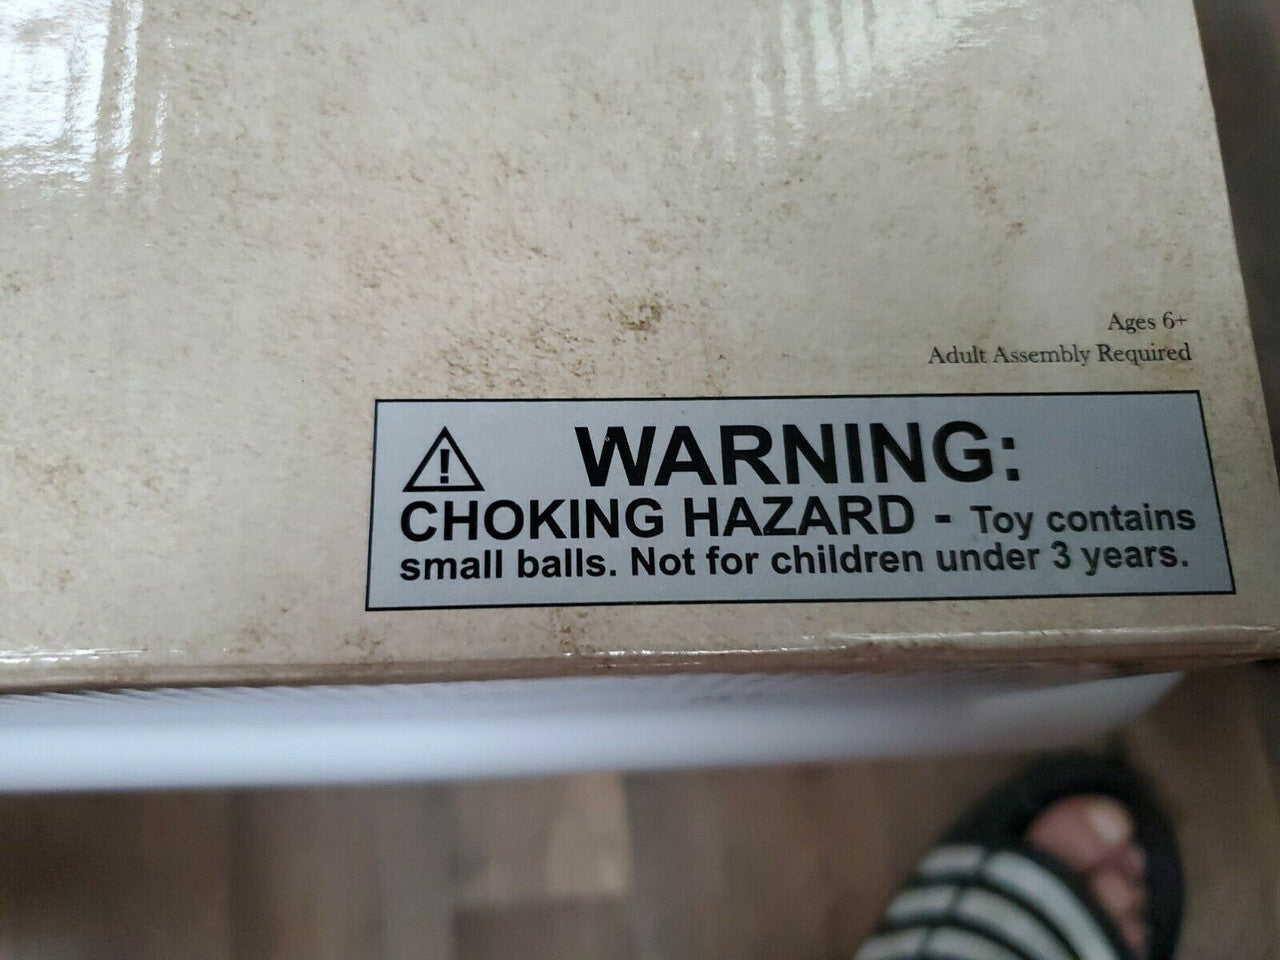 Ages 6+
Adult Assembly Required
WARNING:
CHOKING HAZARD - Toy contains
small balls. Not for children under 3 years.